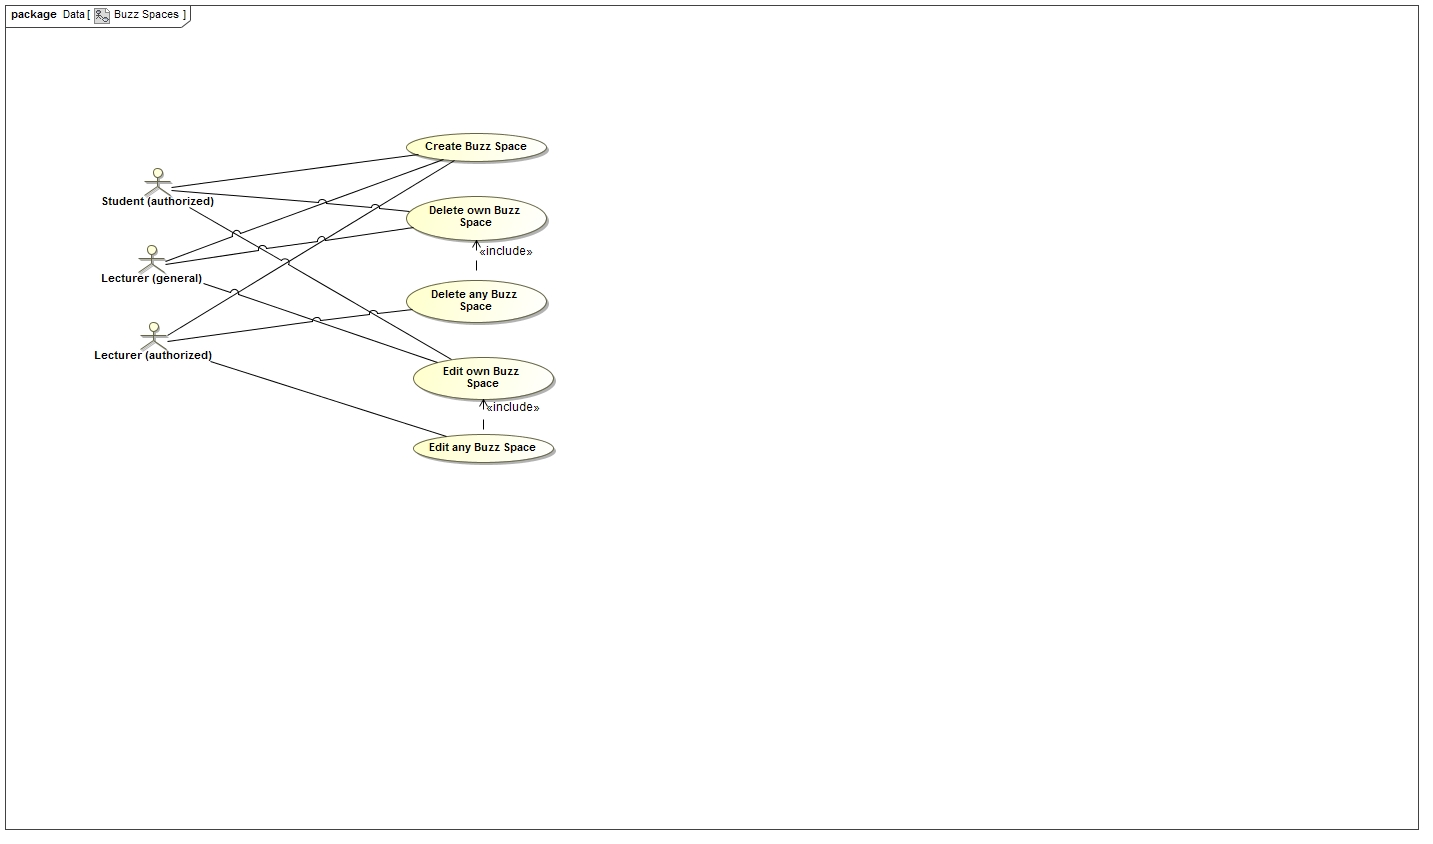 package Data [ Buzz Spaces ]
Create Buzz Space
Student (authorized)
Delete own Buzz
Space
«include»
Lecturer (general)
Delete any Buzz
Space
Lecturer (authorized)
Edit own Buzz
Space
«include»
Edit any Buzz Space